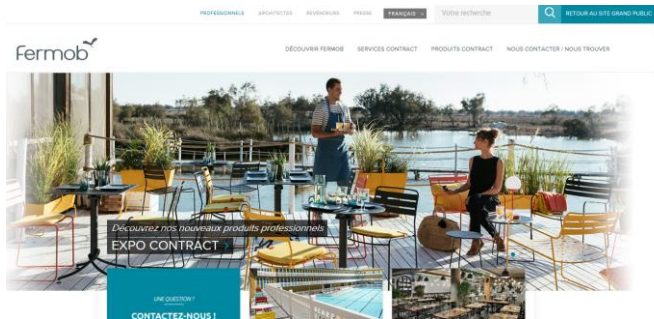 PROFESSIONNELS ARCHITECTES REVENDEURS PRESSE FRANÇAIS Votre recherche RETOUR AU SITE GRAND PUBLIC
Fermob
DÉCOUVRIR FERMOB SERVICES CONTRACT PRODUITS CONTRACT NOUS CONTACTER / NOUS TROUVER
Découvrez nos nouveaux produits professionnels
EXPO CONTRACT >
UNE QUESTION ?
CONTACTEZ-NOUS !